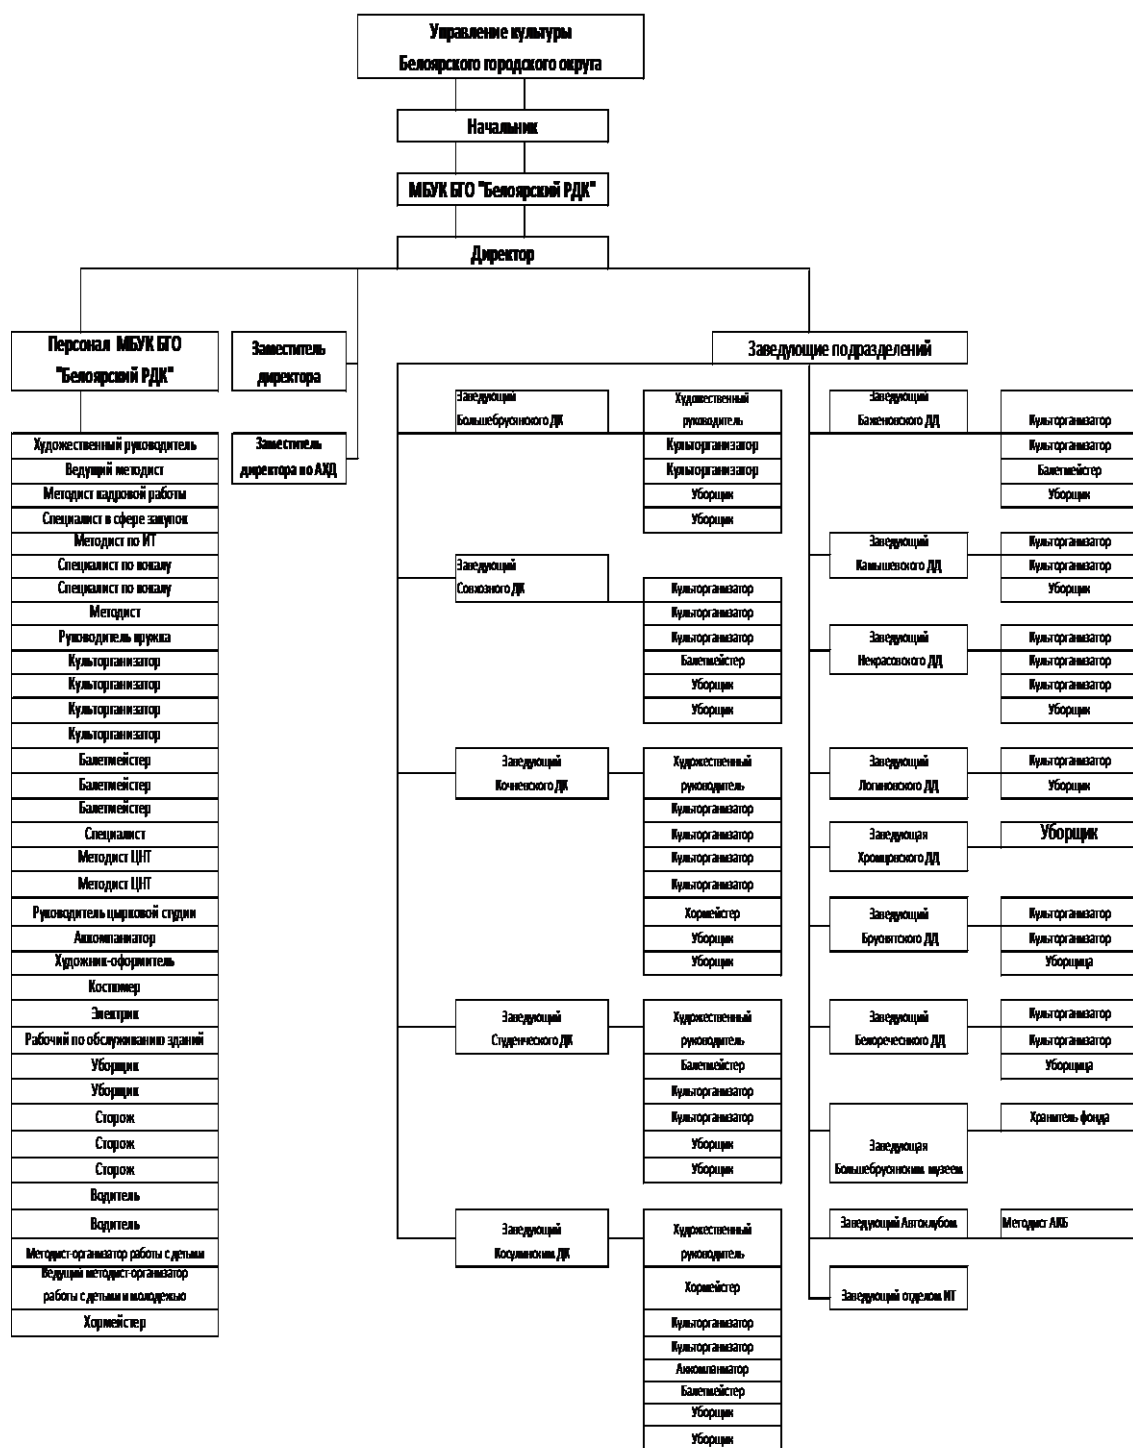 Управление культуры
Белоярского городского округа
Начальник
МБУК БГО "Белоярский РДК"
Директор
Персонал МБУК БГО
"Белоярский РДК"
Художественный руководитель
Ведущий методист
Методист кадровой работы
Специалист в сфере закупок
Методист по ИТ
Специалист по вокалу
Специалист по вокалу
Методист
Руководитель кружка
Культорганизатор
Культорганизатор
Культорганизатор
Культорганизатор
Балетмейстер
Балетмейстер
Балетмейстер
Специалист
Методист ЦНТ
Методист ЦНТ
Руководитель цырковой студии
Аккомпаниатор
Художник-оформитель
Костюмер
Электрик
Рабочий по обслуживанию зданий
Уборщик
Уборщик
Сторож
Сторож
Сторож
Водитель
Водитель
Методист-организатор работы с детьми
Ведущий методист-организатор
работы с детьми и молодежью
Хормейстер
Заместитель
директора
Заместитель
директора по АХД
Заведующие подразделений
Заведующий
Большебрусянского ДК
Художественный
руководитель
Культорганизатор
Культорганизатор
Уборщик
Уборщик
Заведующий
Совхозного ДК
Культорганизатор
Культорганизатор
Культорганизатор
Балетмейстер
Уборщик
Уборщик
Заведующий
Кочневского ДК
Художественный
руководитель
Культорганизатор
Культорганизатор
Культорганизатор
Культорганизатор
Хормейстер
Уборщик
Уборщик
Заведующий
Студенческого ДК
Художественный
руководитель
Балетмейстер
Культорганизатор
Культорганизатор
Уборщик
Уборщик
Заведующий
Косулинским ДК
Художественный
руководитель
Хормейстер
Культорганизатор
Культорганизатор
Аккомпанматор
Балетмейстер
Уборщик
Уборщик
Заведующий
Баженовского ДД
Культорганизатор
Культорганизатор
Балетмейстер
Уборщик
Заведующий
Камышевского ДД
Культорганизатор
Культорганизатор
Уборщик
Заведующий
Некрасовского ДД
Культорганизатор
Культорганизатор
Культорганизатор
Уборщик
Заведующий
Логиновского ДД
Культорганизатор
Уборщик
Заведующая
Хромцовского ДД
Уборщик
Заведующий
Бруснятского ДД
Культорганизатор
Культорганизатор
Уборщица
Заведующий
Белоречеснкого ДД
Культорганизатор
Культорганизатор
Уборщица
Заведующая
Большебрусянским музеем
Хранитель фонда
Заведующий Автоклубом
Методист АКБ
Заведующий отделом ИТ